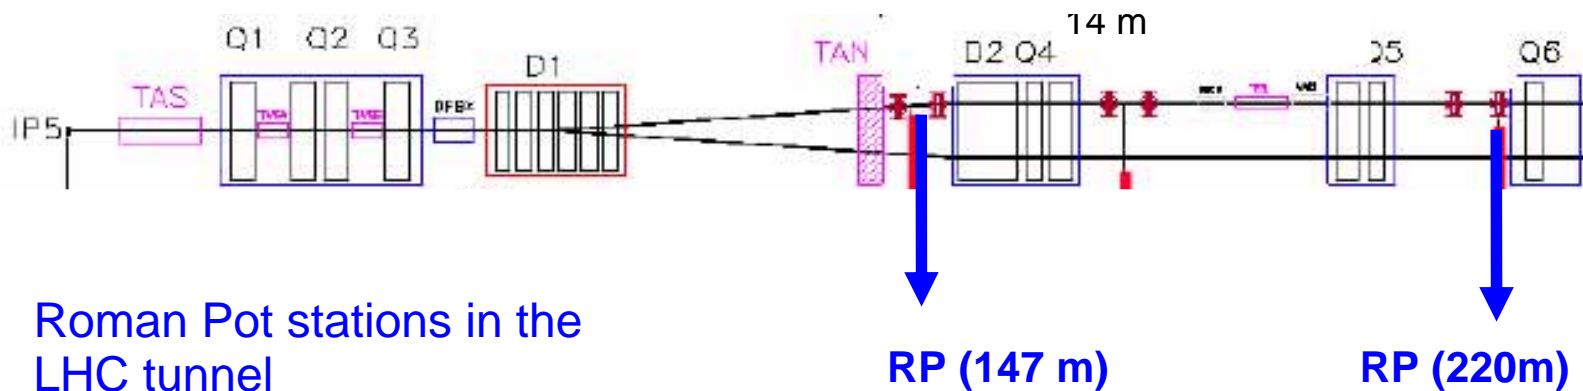 14 m
Q1 Q2 Q3 TAN D2 Q4 Q5 Q6
D1
TAS
DFBX
IP5
Roman Pot stations in the
LHC tunnel
RP (147 m) RP (220m)